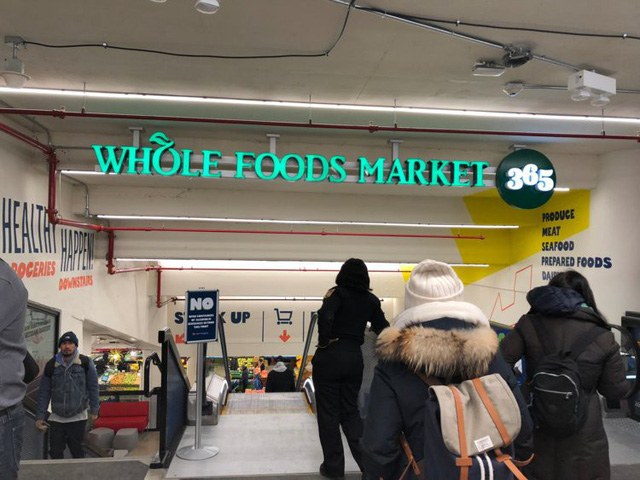 WHOLE FOODS MARKET
365
PRODUCE
MEAT
SEAFOOD
PREPARED FOODS
HEALTHY
HAPPEN!
GROCERIES
DOWNSTAIRS
NO
UP